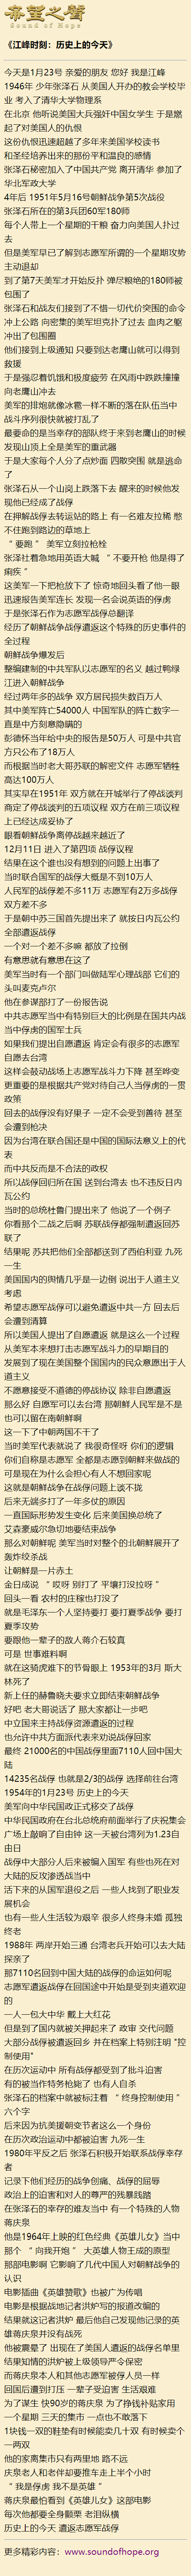 希望之聲
Sound of Hope
《江峰时刻：历史上的今天》
今天是1月23号 亲爱的朋友 您好 我是江峰
1946年 少年张泽石 从美国人开办的教会学校毕业 考入了清华大学物理系
在北京 他听说美国大兵强奸中国女学生 于是燃起了对美国人的仇恨
这份仇恨迅速超越了多年来美国学校读书
和圣经培养出来的那份平和温良的感情
张泽石秘密加入了中国共产党 离开清华 参加了华北军政大学
4年后 1951年5月16号朝鲜战争第5次战役
张泽石所在的第3兵团60军180师
每个人带上一个星期的干粮 奋力向美国人扑过去
但是美军早已了解到志愿军所谓的一个星期攻势 主动退却
到了第7天美军才开始反扑 弹尽粮绝的180师被包围了
张泽石和战友们接到了不惜一切代价突围的命令
冲上公路 向密集的美军坦克扑了过去 血肉之躯冲出了包围圈
他们接到上级通知 只要到达老鹰山就可以得到救援
于是强忍着饥饿和极度疲劳 在风雨中跌跌撞撞向老鹰山冲去
美军的排炮就像冰雹一样不断的落在队伍当中
战斗序列很快就被打乱了
最要命的是当幸存的部队终于来到老鹰山的时候 发现山顶上全是美军的重武器
于是大家每个人分了点炒面 四散突围 就是逃命了
张泽石从一个山岗上跌落下去 醒来的时候他发现他已经成了战俘
在押解战俘去转运站的路上 有一名难友拉稀 憋不住跑到路边的草地上
“ 要跑 ” 美军立刻拉枪栓
张泽石着急地用英语大喊 “ 不要开枪 他是得了痢疾 ”
这美军一下把枪放下了 惊奇地回头看了他一眼
迅速报告美军连长 发现一名会说英语的俘虏
于是张泽石作为志愿军战俘总翻译
经历了朝鲜战争战俘遣返这个特殊的历史事件的全过程
朝鲜战争爆发后
整编建制的中共军队以志愿军的名义 越过鸭绿江进入朝鲜战争
经过两年多的战争 双方居民损失数百万人
其中美军阵亡54000人 中国军队的阵亡数字一直是中方刻意隐瞒的
彭德怀当年给中央的报告是50万人 可是中共官方只公布了18万人
而根据当时老大哥苏联的解密文件 志愿军牺牲高达100万人
其实早在1951年 双方就在开城举行了停战谈判
商定了停战谈判的五项议程 双方在前三项议程上已经达成妥协了
眼看朝鲜战争离停战越来越近了
12月11日 进入了第四项 战俘议程
结果在这个谁也没有想到的问题上出事了
当时联合国军的战俘大概是不到10万人
人民军的战俘差不多11万 志愿军有2万多战俘 双方差不多
于是朝中苏三国首先提出来了 就按日内瓦公约 全部遣返战俘
一个对一个差不多嘛 都放了拉倒
有意思就有意思在这了
美军当时有一个部门叫做陆军心理战部 它们的头叫麦克卢尔
他在参谋部打了一份报告说
中共志愿军当中有特别巨大的比例是在国共内战当中俘虏的国军士兵
如果我们提出自愿遣返 肯定会有很多的志愿军自愿去台湾
这样会鼓动战场上志愿军战斗力下降 甚至哗变
更重要的是根据共产党对待自己人当俘虏的一贯政策
回去的战俘没有好果子 一定不会受到善待 甚至会遭到枪决
因为台湾在联合国还是中国的国际法意义上的代表
而中共反而是不合法的政权
所以战俘回归所在国 送到台湾去 也不违反日内瓦公约
当时的总统杜鲁门提出来了 他说了一个例子
你看那个二战之后啊 苏联战俘都强制遣返回苏联了
结果呢 苏共把他们全部都送到了西伯利亚 九死一生
美国国内的舆情几乎是一边倒 说出于人道主义考虑
希望志愿军战俘可以避免遣返中共一方 回去后会遭到清算
所以美国人提出了自愿遣返 就是这么一个过程
从美军本来想打击志愿军战斗力的早期目的
发展到了现在美国整个国国内的民众意愿出于人道主义
不愿意接受不道德的停战协议 除非自愿遣返
那么好 自愿军可以去台湾 那朝鲜人民军是不是也可以留在南朝鲜啊
这一下了中朝两国不干了
当时美军代表就说了 我很奇怪呀 你们的逻辑
你们自称是志愿军 全都是志愿到朝鲜来做战的
可是现在为什么会担心有人不想回家呢
这就是朝鲜战争在战俘问题上谈不拢
后来无端多打了一年多仗的原因
一直国际形势发生变化 后来美国换总统了
艾森豪威尔急切地要结束战争
那么对朝鲜呢 美军当时对整个的北朝鲜展开了轰炸绞杀战
让朝鲜是一片赤土
金日成说 “ 哎呀 别打了 平壤打没拉呀 ”
回头一看 农村的庄稼也打没了
就是毛泽东一个人坚持要打 要打夏季战争 要打夏季攻势
要跟他一辈子的敌人蒋介石较真
可是 世事难料啊
就在这骑虎难下的节骨眼上 1953年的3月 斯大林死了
新上任的赫鲁晓夫要求立即结束朝鲜战争
好吧 老大哥说话了 那大家都让一步吧
中立国来主持战俘资源遣返的过程
也允许中共方面派代表来劝说战俘回家
最终 21000名的中国战俘里面7110人回中国大陆
14235名战俘 也就是2/3的战俘 选择前往台湾
1954年的1月23号 历史上的今天
美军向中华民国政正式移交了战俘
中华民国政府在台北总统府前面举行了庆祝集会
广场上敲响了自由钟 这一天被台湾列为1.23自由日
战俘中大部分人后来被编入国军 有些也死在对大陆的反攻渗透战当中
活下来的从国军退役之后 一些人找到了职业发展机会
也有一些人生活较为艰辛 很多人终身未婚 孤独终老
1988年 两岸开始三通 台湾老兵开始可以去大陆探亲了
那7110名回到中国大陆的战俘的命运如何呢
志愿军遣返战俘在回国途中开始是受到夹道欢迎的
一人一包大中华 戴上大红花
但是到了国内就被关押起来了 政审 交代问题
大部分战俘被遣返回乡 并在档案上特别注明 “控制使用”
在历次运动中 所有战俘都受到了批斗迫害
有的被当作特务枪毙了 也有人自杀
张泽石的档案中就被标注着 “ 终身控制使用 ” 六个字
后来因为抗美援朝变节者这么一个身份
在历次政治运动中都被迫害 九死一生
1980年平反之后 张泽石积极开始联系战俘幸存者
记录下他们经历的战争创痛、战俘的屈辱
政治上的迫害和对人的尊严的残暴践踏
在张泽石的幸存的难友当中 有一个特殊的人物 蒋庆泉
他是1964年上映的红色经典《英雄儿女》当中
那个 “ 向我开炮 ” 大英雄人物王成的原型
那部电影啊 它影响了几代中国人对朝鲜战争的认识
电影插曲《英雄赞歌》也被广为传唱
电影是根据战地记者洪炉写的报道改编的
结果就这记者洪炉 最后他自己发现他记录的英雄蒋庆泉并没有战死
他被震晕了 出现在了美国人遣返的战俘名单里
结果知情的洪炉被上级领导严令保密
而蒋庆泉本人和其他志愿军被俘人员一样
回国后遭到打压 一辈子受迫害 生活艰难
为了谋生 快90岁的蒋庆泉 为了挣钱补贴家用
一个星期 三天的集市 一点也不敢落下
1块钱一双的鞋垫有时候能卖几十双 有时候卖个一两双
他的家离集市只有两里地 路不远
庆泉老人和老伴却要推车走上半个小时
“ 我是俘虏 我不是英雄 ”
蒋庆泉最怕看到《英雄儿女》这部电影
每次他都要全身颤栗 老泪纵横
历史上的今天 遣返志愿军战俘
更多精彩内容：www.soundofhope.org